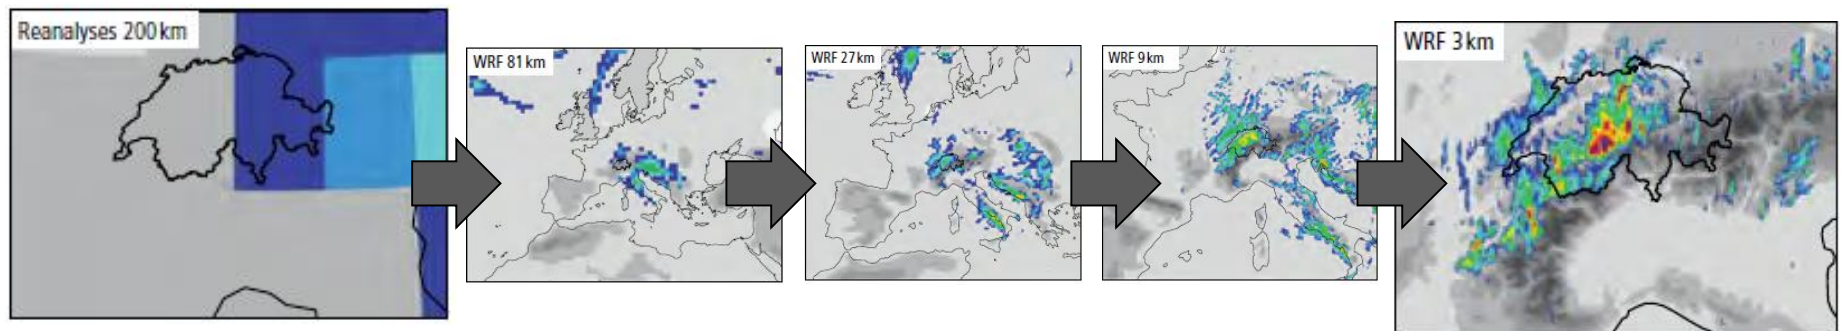 Reanalyses 200 km
WRF 81 km
WRF 27 km
WRF 9 km
WRF 3 km